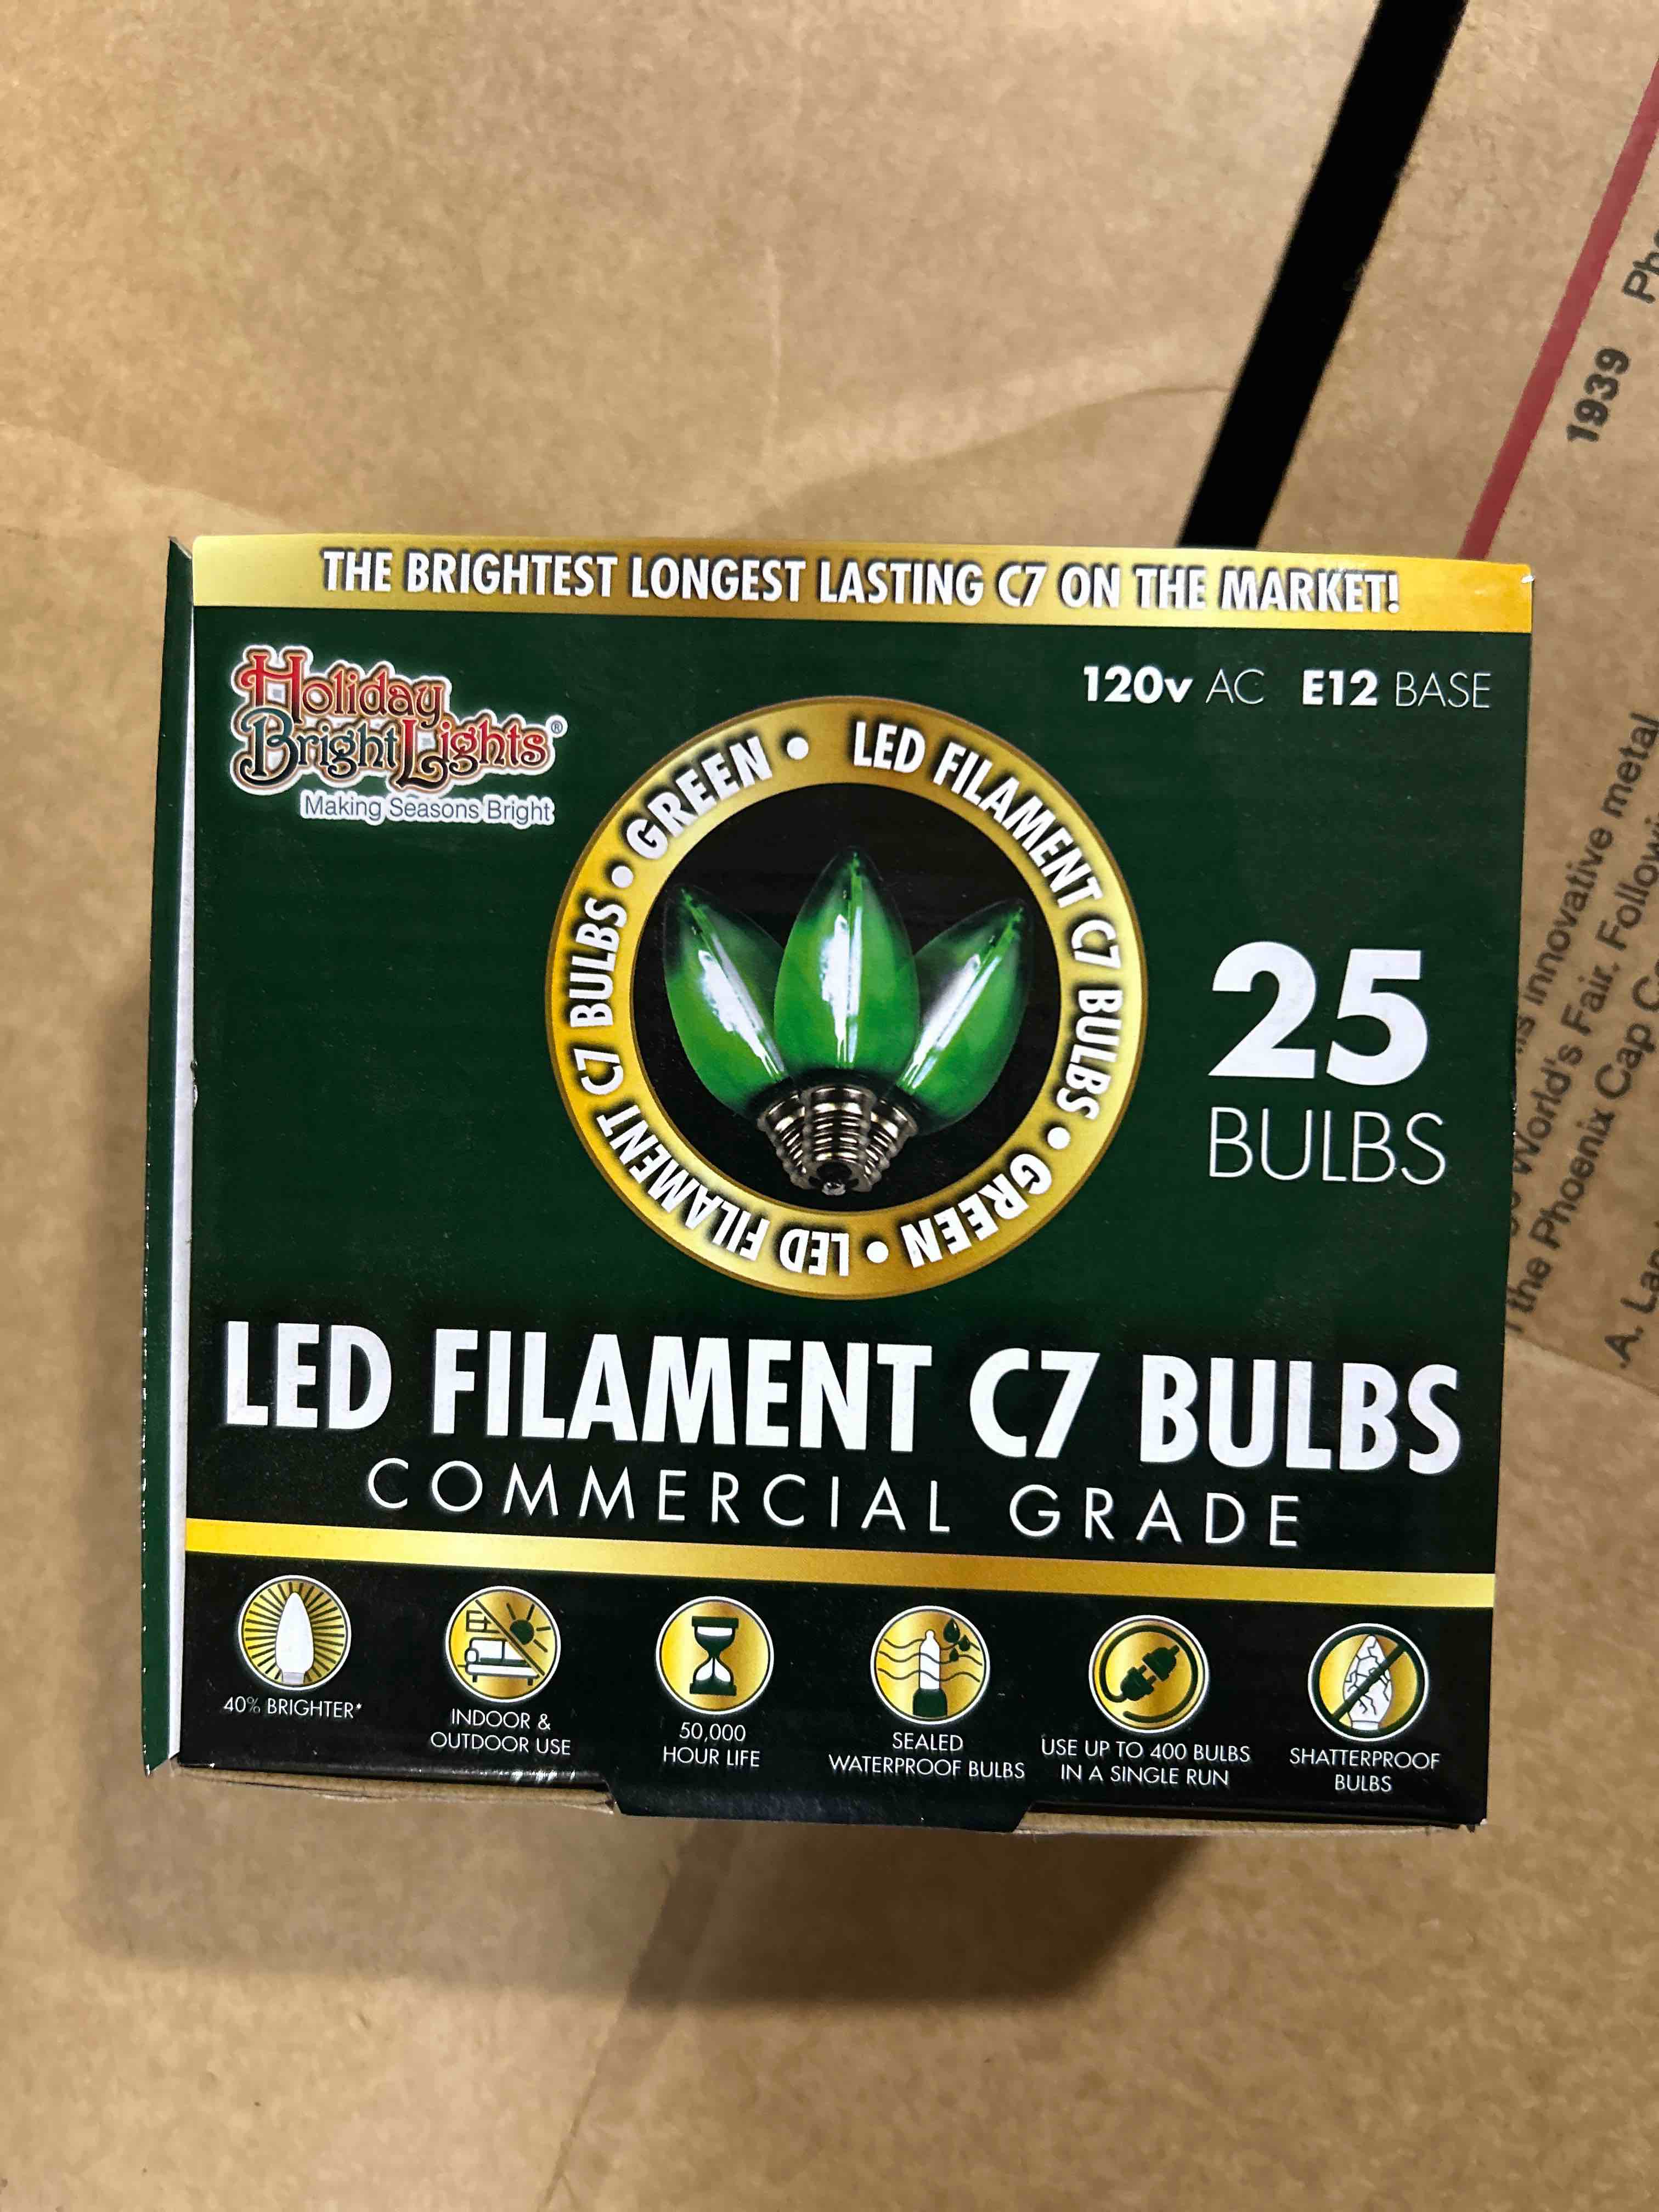 THE BRIGHTEST LONGEST LASTING C7 ON THE MARKET!
Holiday
Bright Lights®
Making Seasons Bright
120v AC E12 BASE
GREEN • LED FILAMENT C7 BULBS • GREEN • LED FILAMENT C7 BULBS •
25
BULBS
LED FILAMENT C7 BULBS
COMMERCIAL GRADE
40% BRIGHTER*
INDOOR &
OUTDOOR USE
50,000
HOUR LIFE
SEALED
WATERPROOF BULBS
USE UP TO 400 BULBS
IN A SINGLE RUN
SHATTERPROOF
BULBS
1939
innovative metal
World's Fair.
the Phoenix Cap
A.